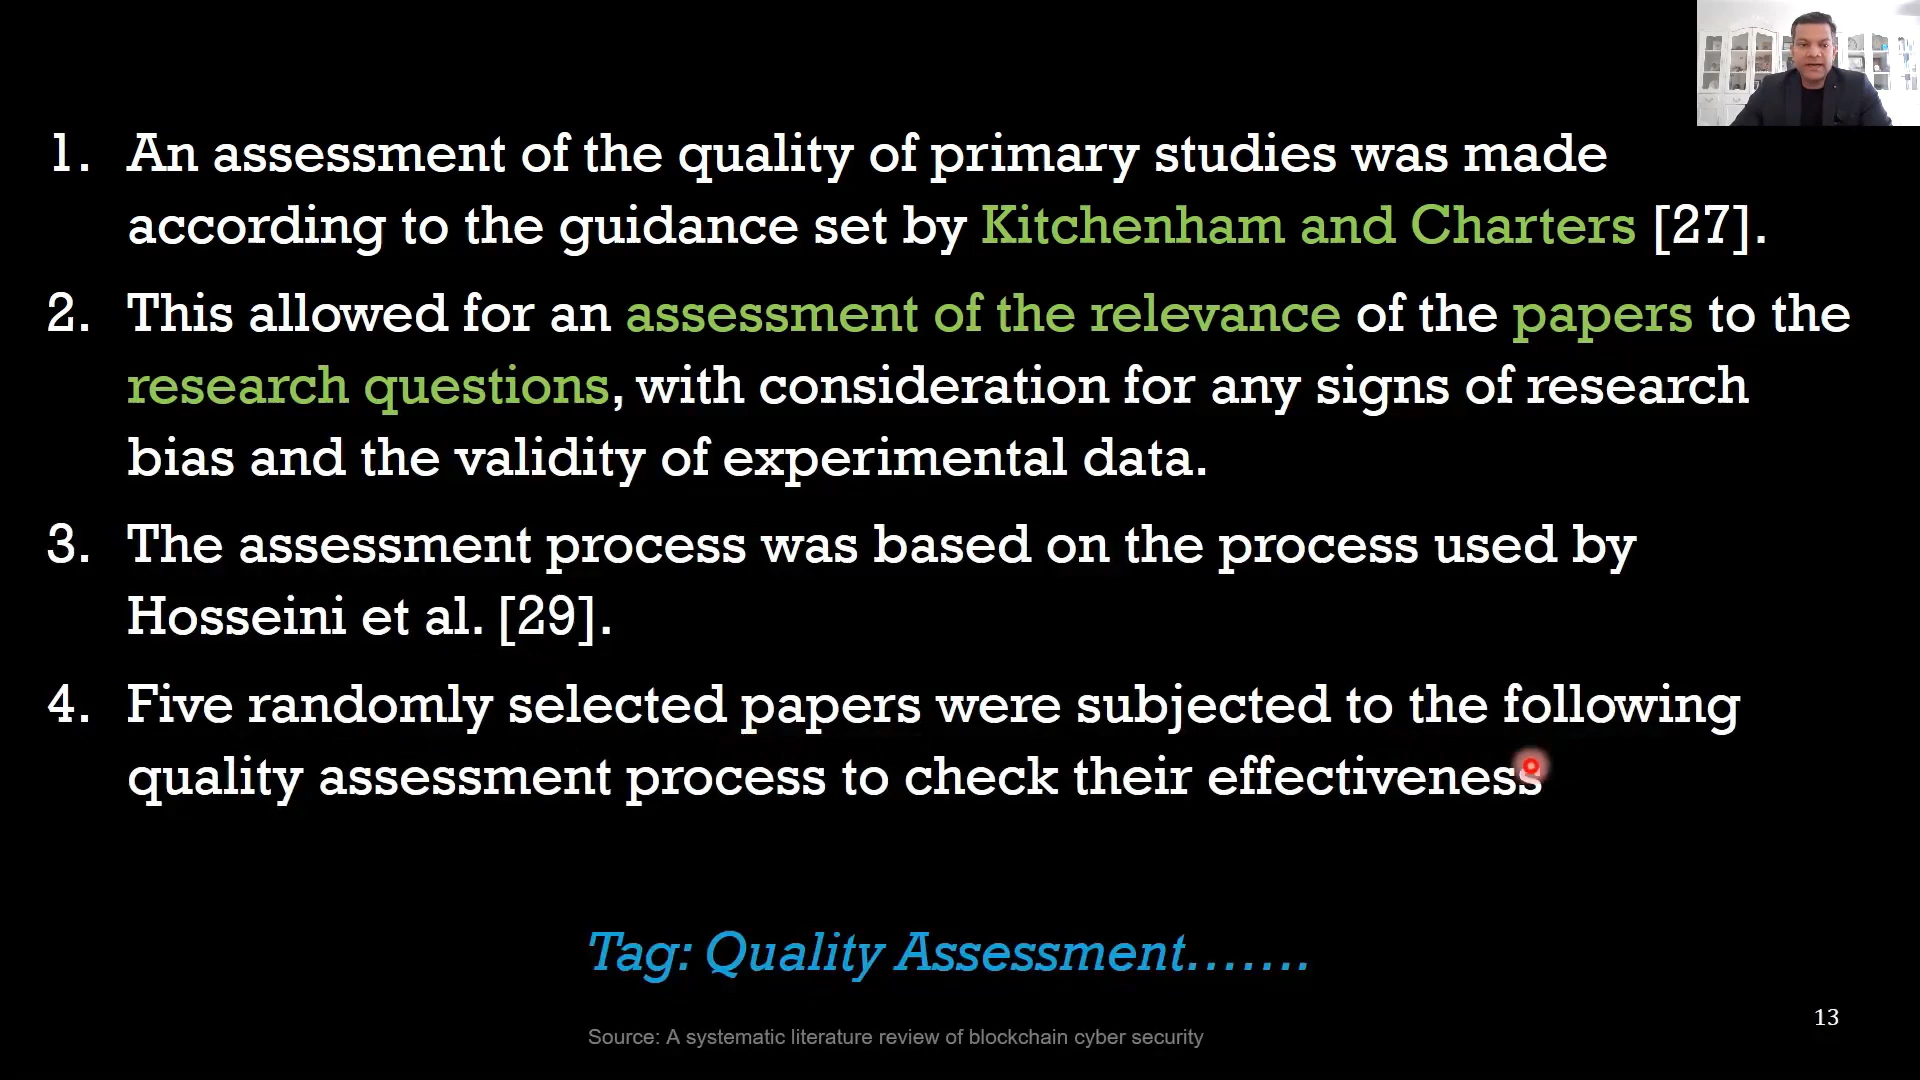 1. An assessment of the quality of primary studies was made
according to the guidance set by Kitchenham and Charters [27].
2. This allowed for an assessment of the relevance of the papers to the
research questions, with consideration for any signs of research
bias and the validity of experimental data.
3. The assessment process was based on the process used by
Hosseini et al. [29].
4. Five randomly selected papers were subjected to the following
quality assessment process to check their effectiveness
Tag: Quality Assessment.......
13
Source: A systematic literature review of blockchain cyber security